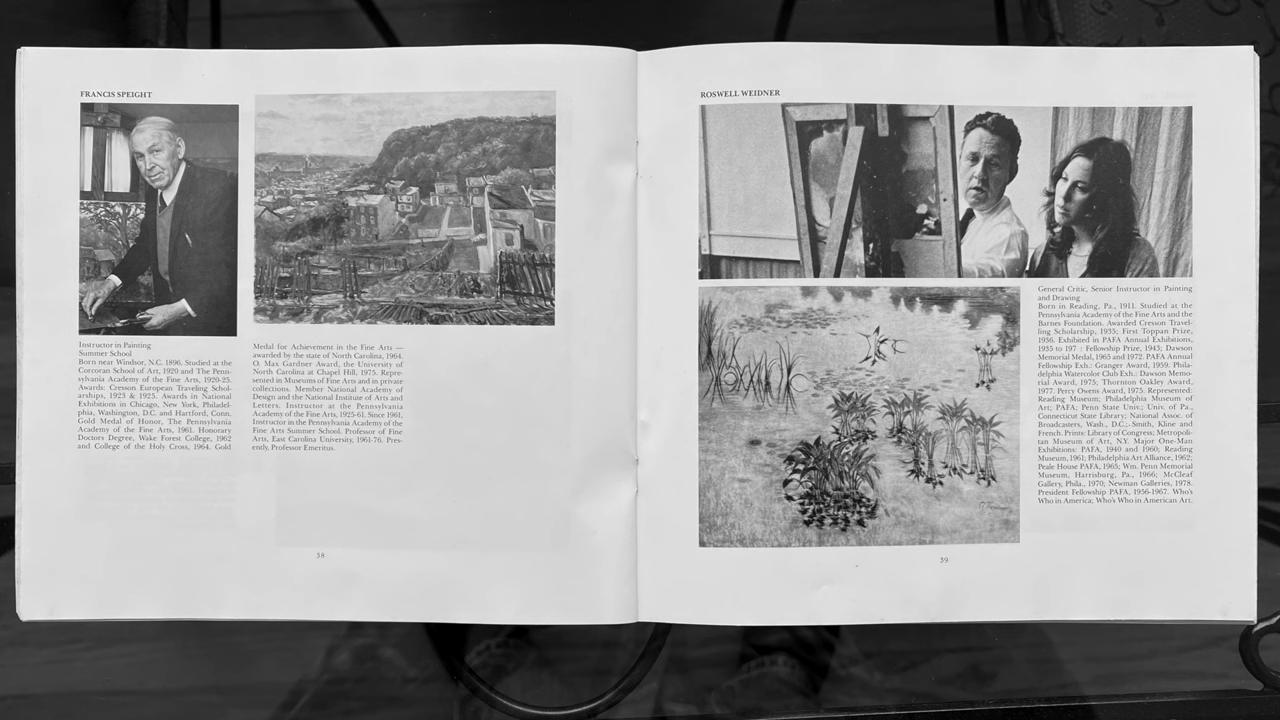 FRANCIS SPEIGHT
Instructor in Painting
Summer School
Born near Windsor, N.C. 1896. Studied at the
Corcoran School of Art, 1920 and The Penn-
sylvania Academy of the Fine Arts, 1920-25.
Awards: Cresson European Traveling Schol-
arships, 1923 & 1925. Awards in National
Exhibitions in Chicago, New York, Philadel-
phia, Washington, D.C. and Hartford, Conn.
Gold Medal of Honor, The Pennsylvania
Academy of the Fine Arts, 1961. Honorary
Doctors Degree, Wake Forest College, 1962
and College of the Holy Cross, 1964. Gold
Medal for Achievement in the Fine Arts —
awarded by the state of North Carolina, 1964.
O. Max Gardner Award, the University of
North Carolina at Chapel Hill, 1975. Repre-
sented in Museums of Fine Arts and in private
collections. Member National Academy of
Design and the National Institute of Arts and
Letters. Instructor at the Pennsylvania
Academy of the Fine Arts, 1925-61. Since 1961,
Instructor in the Pennsylvania Academy of the
Fine Arts Summer School. Professor of Fine
Arts, East Carolina University, 1961-76. Pres-
ently, Professor Emeritus.
38
ROSWELL WEIDNER
General Critic, Senior Instructor in Painting
and Drawing
Born in Reading, Pa., 1911. Studied at the
Pennsylvania Academy of the Fine Arts and the
Barnes Foundation. Awarded Cresson Travel-
ling Scholarship, 1935; First Toppan Prize,
1936. Exhibited in PAFA Annual Exhibitions,
1935 to 197 : Fellowship Prize, 1943; Dawson
Memorial Medal, 1965 and 1972. PAFA Annual
Fellowship Exh.: Granger Award, 1959. Phila-
delphia Watercolor Club Exh.: Dawson Memo-
rial Award, 1975; Thornton Oakley Award,
1977. Percy Owens Award, 1975. Represented:
Reading Museum; Philadelphia Museum of
Art; PAFA; Penn State Univ.; Univ. of Pa.,
Connecticut State Library; National Assoc. of
Broadcasters, Wash., D.C.;. Smith, Kline and
French. Prints: Library of Congress; Metropoli-
tan Museum of Art, N.Y. Major One-Man
Exhibitions: PAFA, 1940 and 1960; Reading
Museum, 1961; Philadelphia Art Alliance, 1962;
Peale House PAFA, 1965; Wm. Penn Memorial
Museum, Harrisburg, Pa., 1966; McCleaf
Gallery, Phila., 1970; Newman Galleries, 1978.
President Fellowship PAFA, 1956-1967. Who's
Who in America; Who's Who in American Art.
39